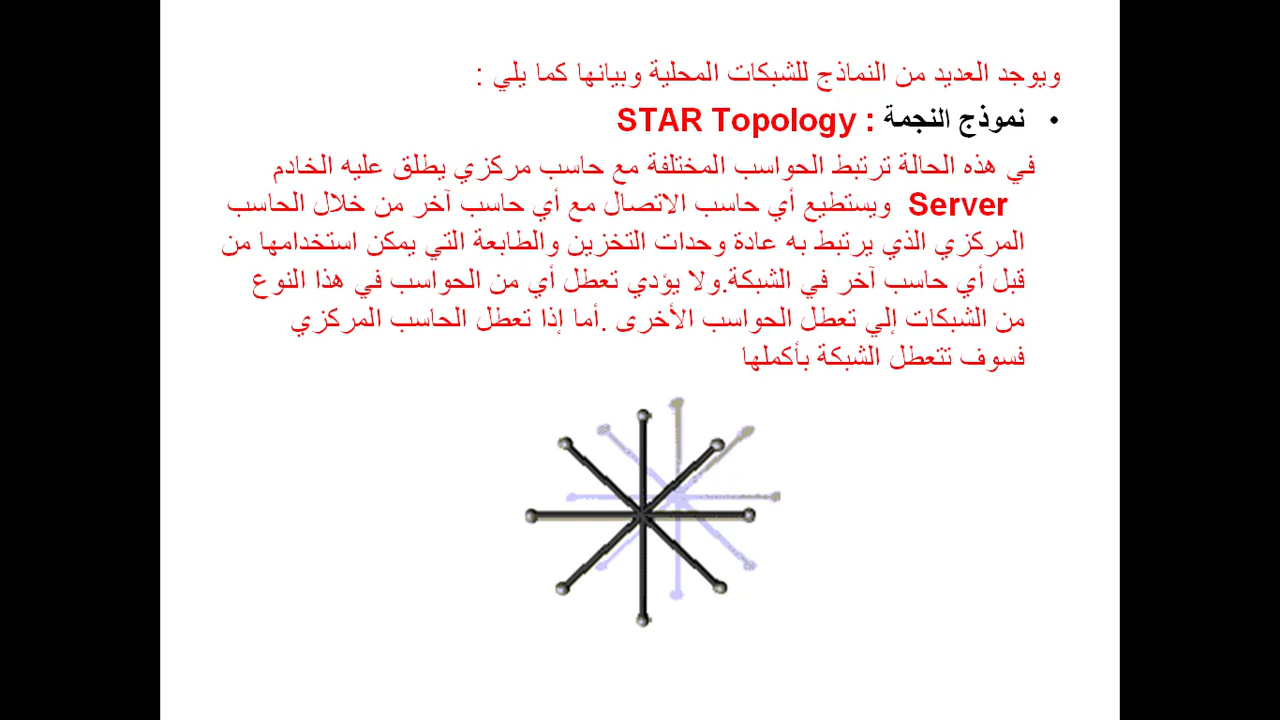 ويوجد العديد من النماذج للشبكات المحلية وبيانها كما يلي :
• نموذج النجمة : STAR Topology
في هذه الحالة ترتبط الحواسب المختلفة مع حاسب مركزي يطلق عليه الخادم
Server ويستطيع أي حاسب الاتصال مع أي حاسب آخر من خلال الحاسب
المركزي الذي يرتبط به عادة وحدات التخزين والطابعة التي يمكن استخدامها من
قبل أي حاسب آخر في الشبكة.ولا يؤدي تعطل أي من الحواسب في هذا النوع
من الشبكات إلي تعطل الحواسب الأخرى .أما إذا تعطل الحاسب المركزي
فسوف تتعطل الشبكة بأكملها